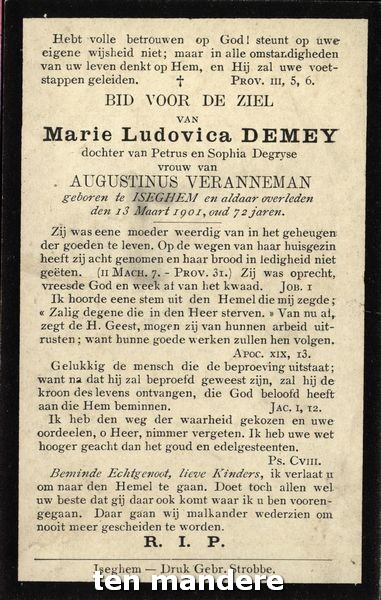 Hebt volle betrouwen op God! steunt op uwe
eigene wijsheid niet; maar in alle omstandigheden
van uw leven denkt op Hem, en Hij zal uwe voet-
stappen geleiden. † PROV. III, 5, 6.
BID VOOR DE ZIEL
VAN
Marie Ludovica DEMEY
dochter van Petrus en Sophia Degryse
vrouw van
AUGUSTINUS VERANNEMAN
geboren te ISEGHEM en aldaar overleden
den 13 Maart 1901, oud 72 jaren.
Zij was eene moeder weerdig van in het geheugen
der goeden te leven. Op de wegen van haar huisgezin
heeft zij acht genomen en haar brood in ledigheid niet
geëten. (II MACH. 7. - PROV. 31.) Zij was oprecht,
vreesde God en week af van het kwaad. JOB. I
Ik hoorde eene stem uit den Hemel die mij zegde;
« Zalig degene die in den Heer sterven. » Van nu af,
zegt de H. Geest, mogen zij van hunnen arbeid uit-
rusten; want hunne goede werken zullen hen volgen.
APOC. XIX, 13.
Gelukkig de mensch die de beproeving uitstaat;
want na dat hij zal beproefd geweest zijn, zal hij de
kroon des levens ontvangen, die God beloofd heeft
aan die Hem beminnen. JAC. I, 12.
Ik heb den weg der waarheid gekozen en uwe
oordeelen, o Heer, nimmer vergeten. Ik heb uwe wet
hooger geacht dan het goud en edelgesteenten.
PS. CVIII.
Beminde Echtgenoot, lieve Kinders, ik verlaat u
om naar den Hemel te gaan. Doet toch alles wel
uw beste dat gij daar ook komt waar ik u ben vooren-
gegaan. Daar gaan wij malkander wederzien om
nooit meer gescheiden te worden.
R. I. P.
Iseghem — Druk Gebr. Strobbe.
ten mandere